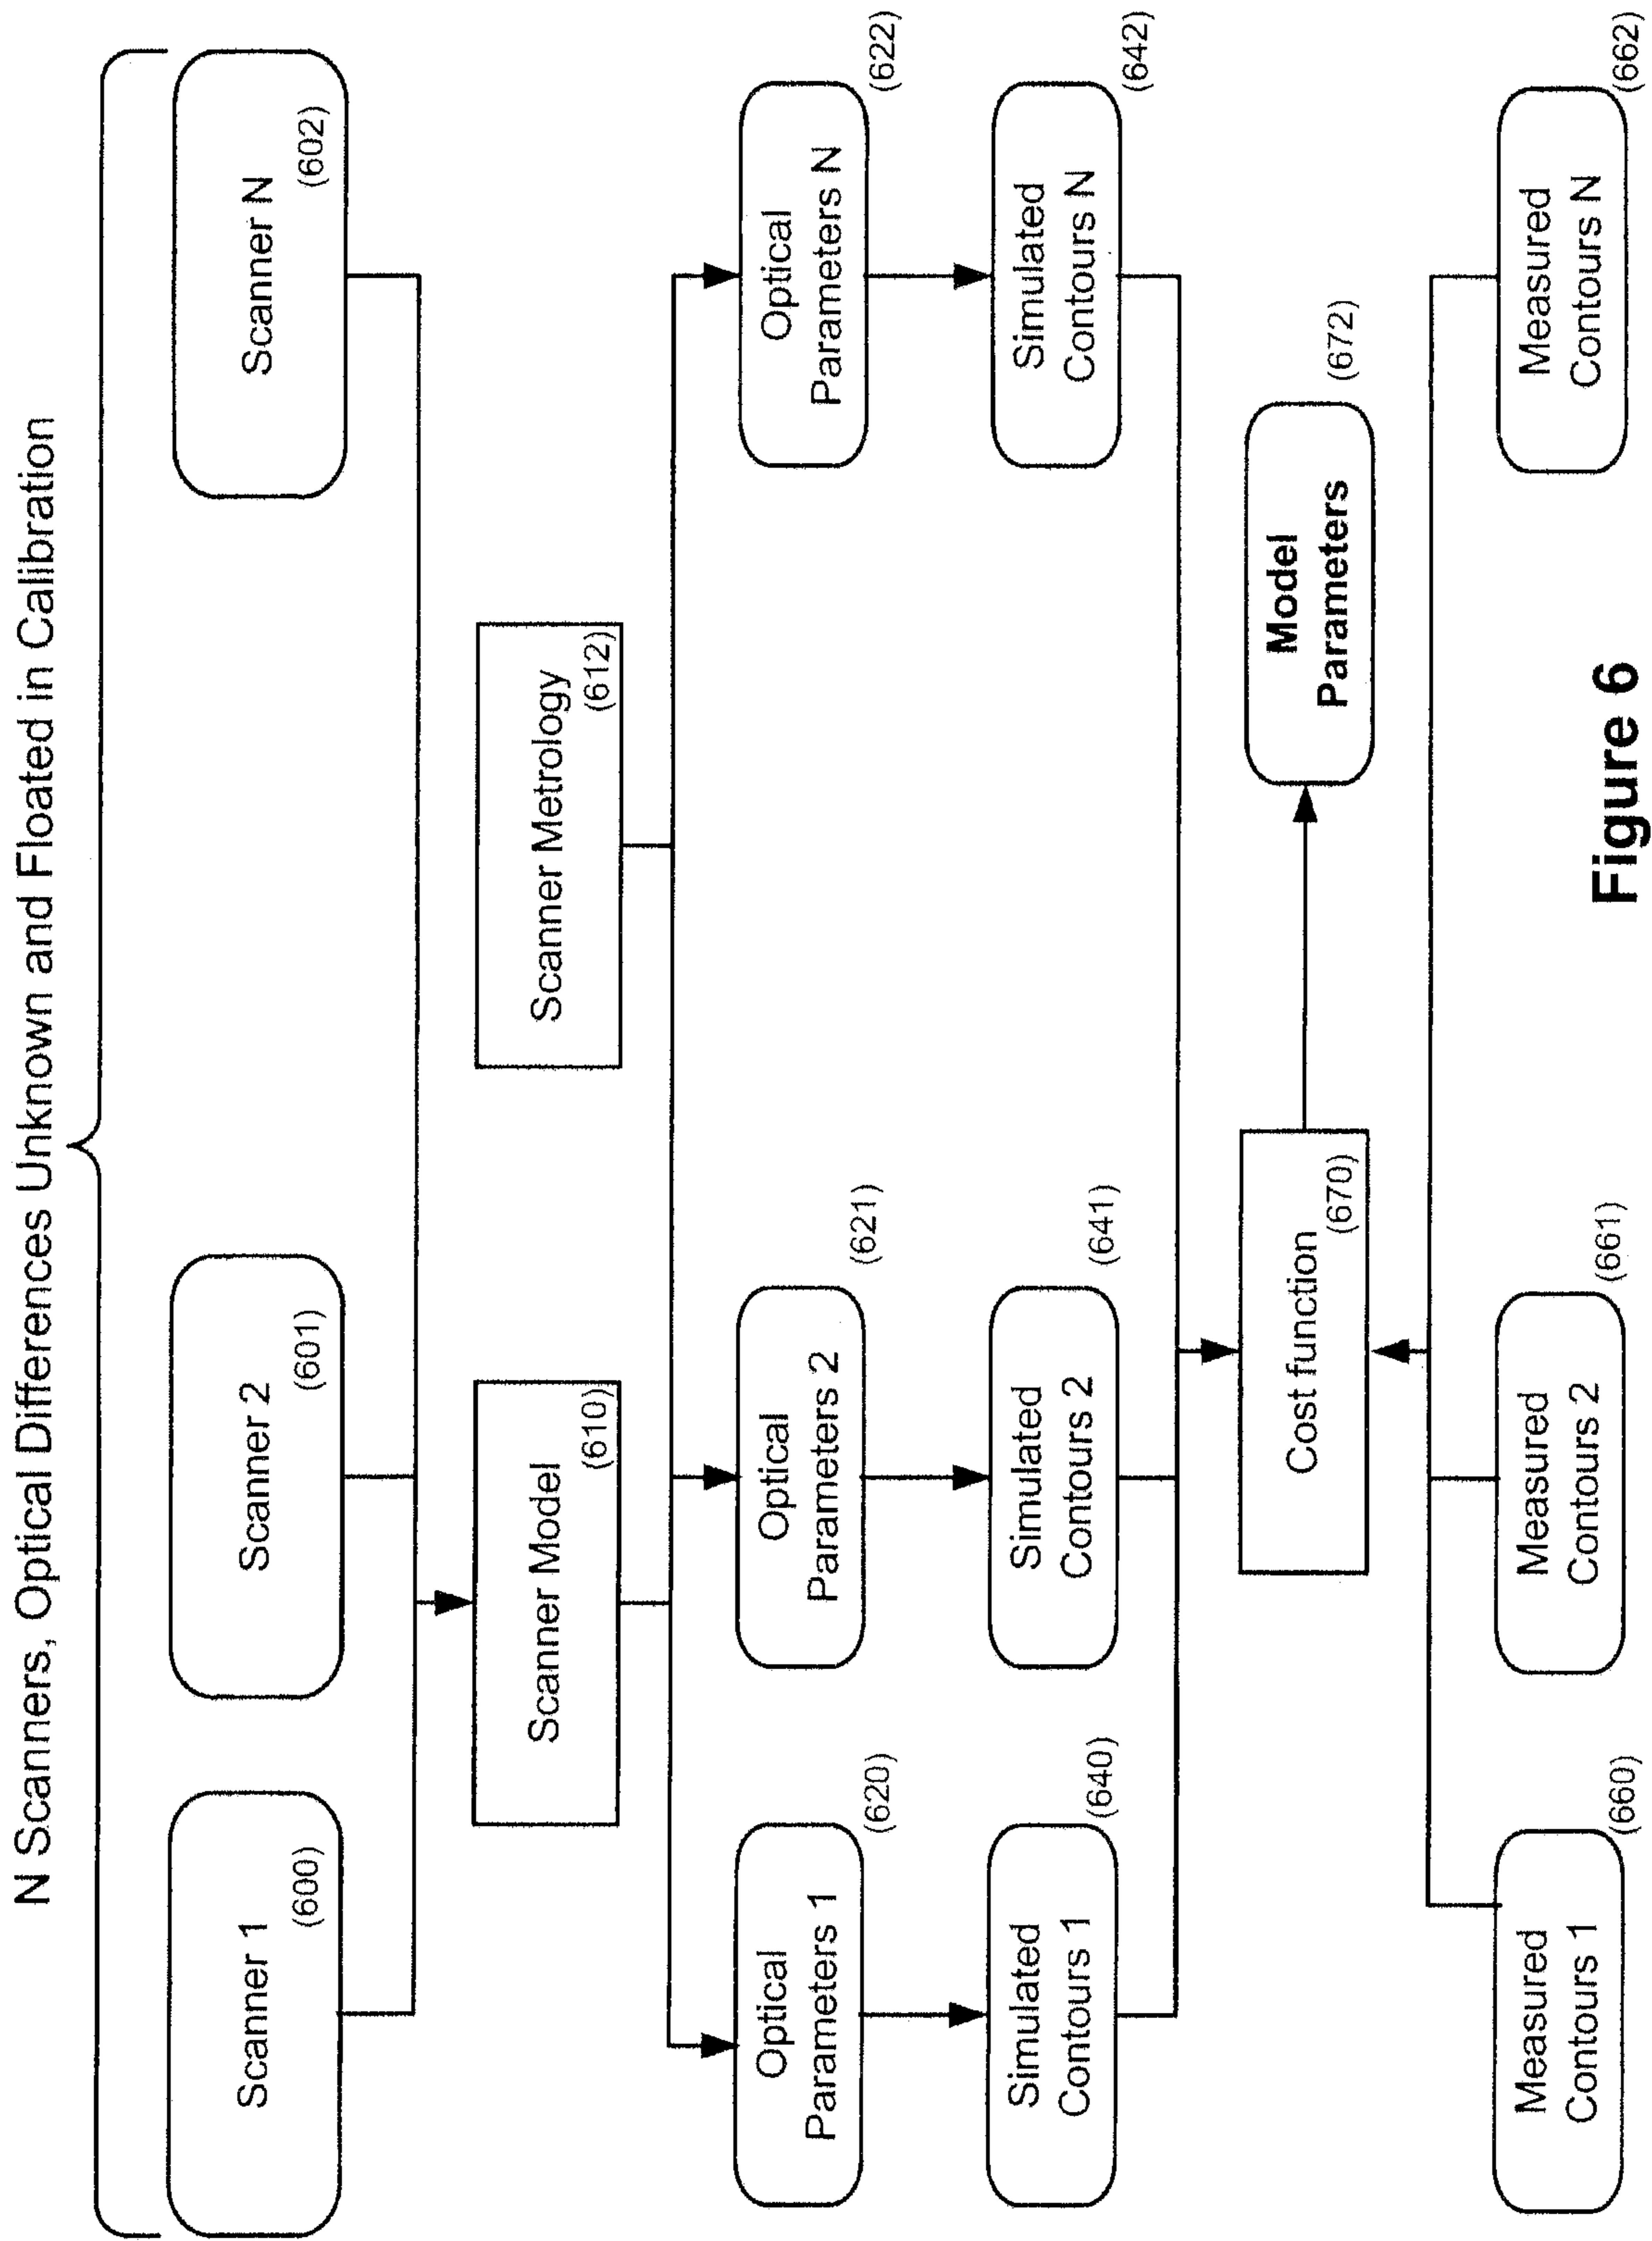 N Scanners, Optical Differences Unknown and Floated in Calibration
Scanner 1
(600)
Scanner 2
(601)
Scanner N
(602)
Scanner Model
(610)
Scanner Metrology
(612)
Optical
Parameters 1
(620)
Optical
Parameters 2
(621)
Optical
Parameters N
(622)
Simulated
Contours 1
(640)
Simulated
Contours 2
(641)
Simulated
Contours N
(642)
Cost function
(670)
Model
Parameters
(672)
Measured
Contours 1
(660)
Measured
Contours 2
(661)
Measured
Contours N
(662)
Figure 6